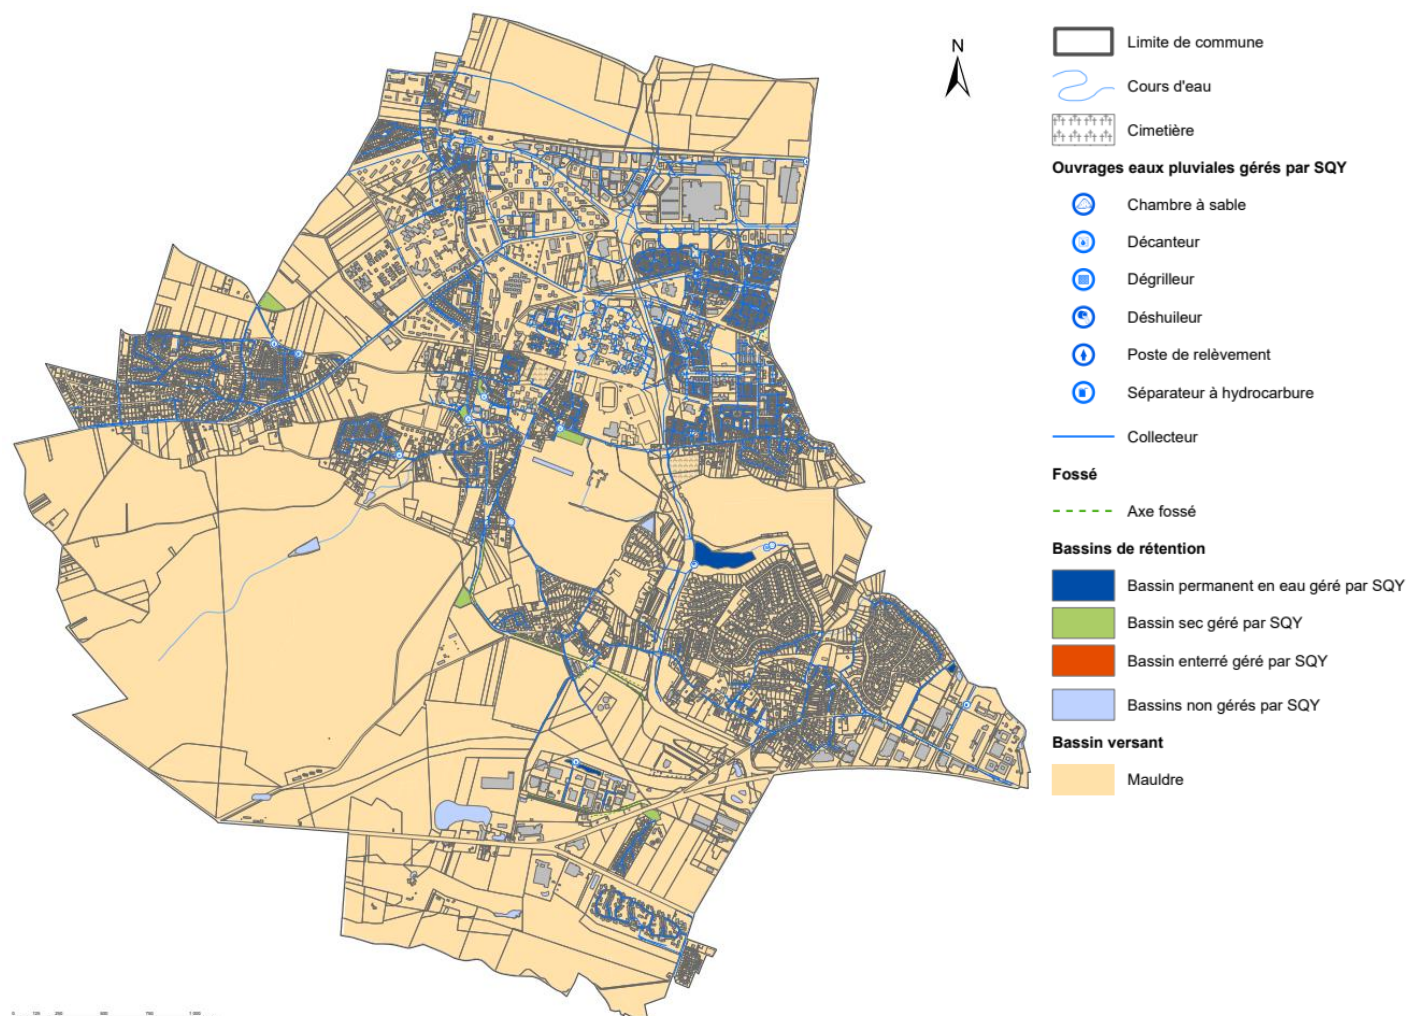 N
Limite de commune
Cours d'eau
Cimetière
Ouvrages eaux pluviales gérés par SQY
Chambre à sable
Décanteur
Dégrilleur
Déshuileur
Poste de relèvement
Séparateur à hydrocarbure
Collecteur
Fossé
Axe fossé
Bassins de rétention
Bassin permanent en eau géré par SQY
Bassin sec géré par SQY
Bassin enterré géré par SQY
Bassins non gérés par SQY
Bassin versant
Mauldre